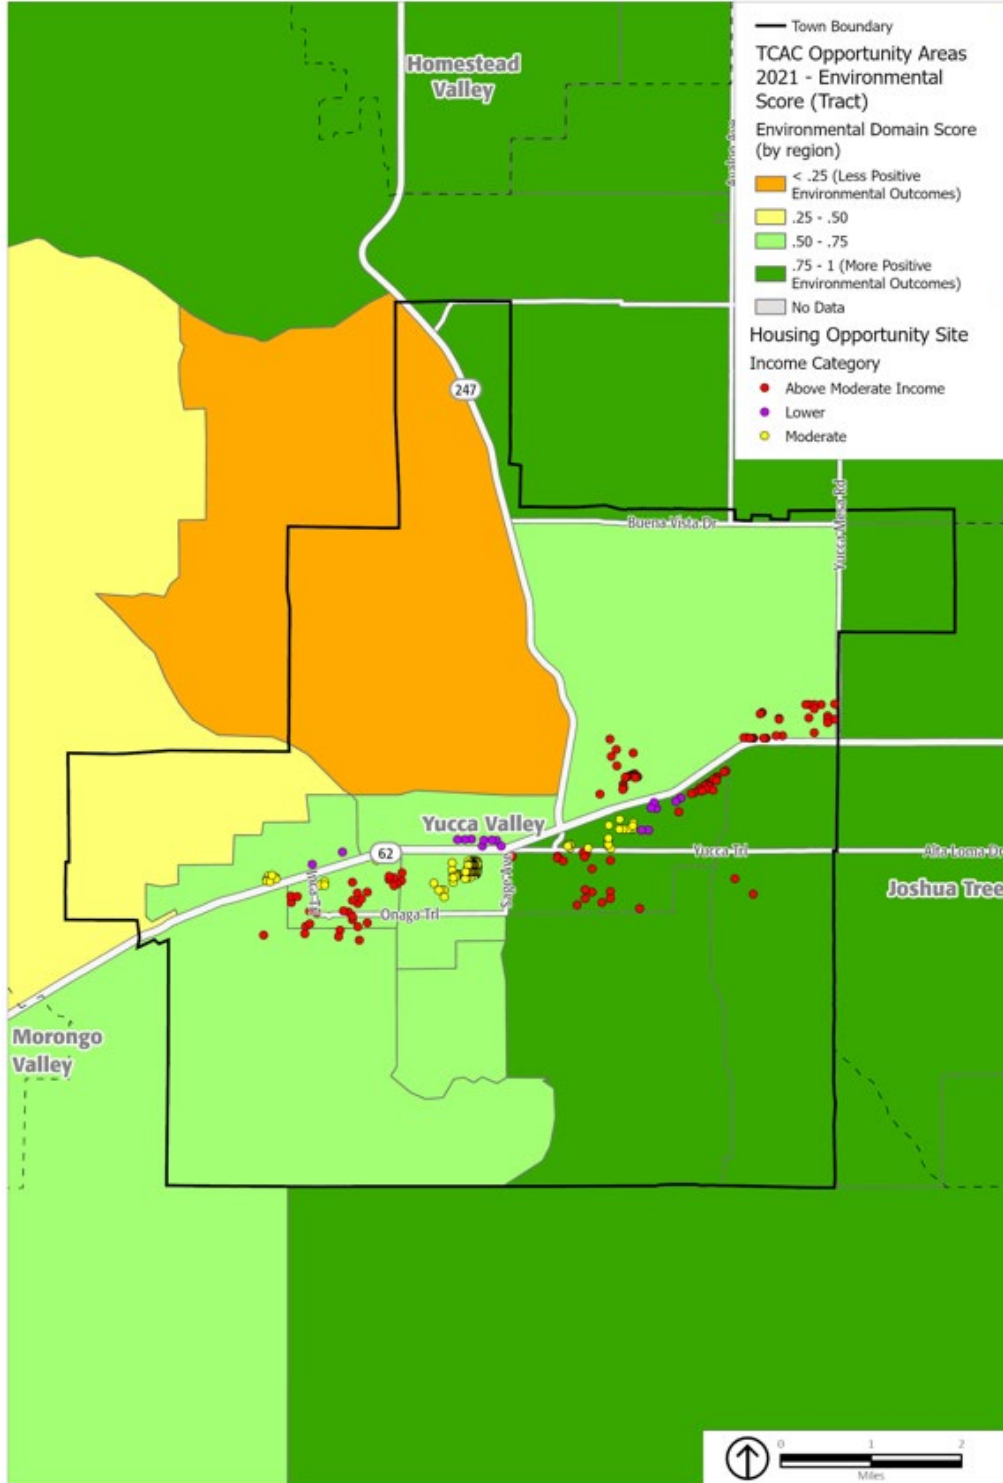 Town Boundary
TCAC Opportunity Areas
2021 - Environmental
Score (Tract)
Environmental Domain Score
(by region)
< .25 (Less Positive
Environmental Outcomes)
.25 - .50
.50 - .75
.75 - 1 (More Positive
Environmental Outcomes)
No Data
Housing Opportunity Site
Income Category
Above Moderate Income
Lower
Moderate
Homestead
Valley
247
Buena Vista Dr
Yucca Mesa Rd
Yucca Valley
62
Yucca Trl
Alta Loma Dr
Joshua Tree
Sage Ave
Onaga Trl
Morongo
Valley
0 1 2
Miles